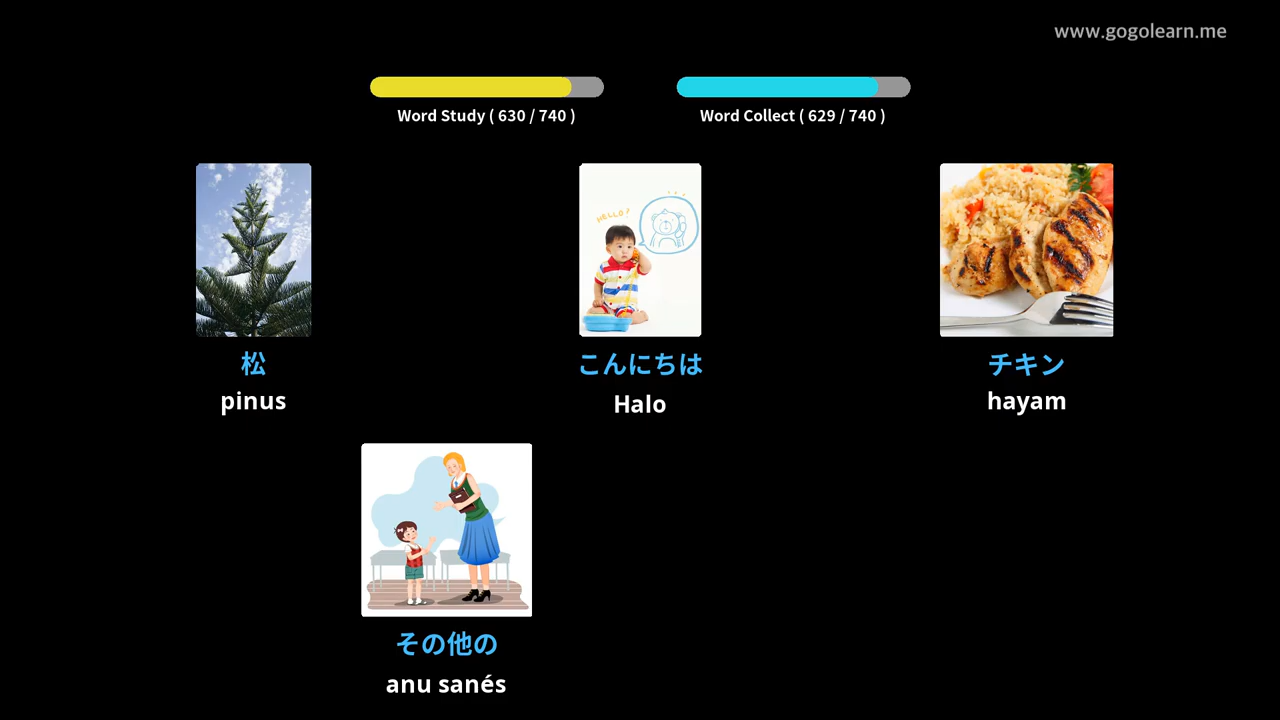 www.gogolearn.me
Word Study ( 630 / 740 )
Word Collect ( 629 / 740 )
HELLO?
松
pinus
こんにちは
Halo
チキン
hayam
その他の
anu sanés